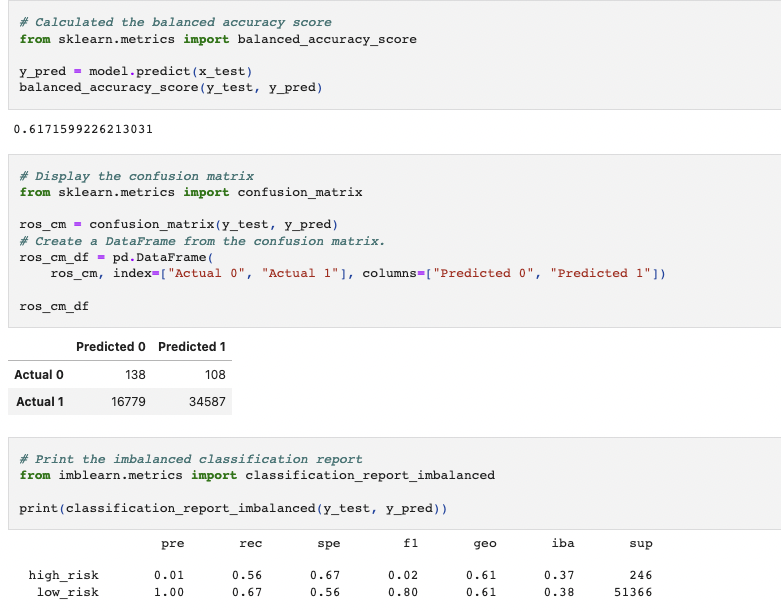 # Calculated the balanced accuracy score
from sklearn.metrics import balanced_accuracy_score
y_pred = model.predict(x_test)
balanced_accuracy_score(y_test, y_pred)
0.6171599226213031
# Display the confusion matrix
from sklearn.metrics import confusion_matrix
ros_cm = confusion_matrix(y_test, y_pred)
# Create a DataFrame from the confusion matrix.
ros_cm_df = pd.DataFrame(
    ros_cm, index=["Actual 0", "Actual 1"], columns=["Predicted 0", "Predicted 1"])
ros_cm_df
Predicted 0 Predicted 1
Actual 0 138 108
Actual 1 16779 34587
# Print the imbalanced classification report
from imblearn.metrics import classification_report_imbalanced
print(classification_report_imbalanced(y_test, y_pred))
pre rec spe f1 geo iba sup
high_risk 0.01 0.56 0.67 0.02 0.61 0.37 246
low_risk 1.00 0.67 0.56 0.80 0.61 0.38 51366